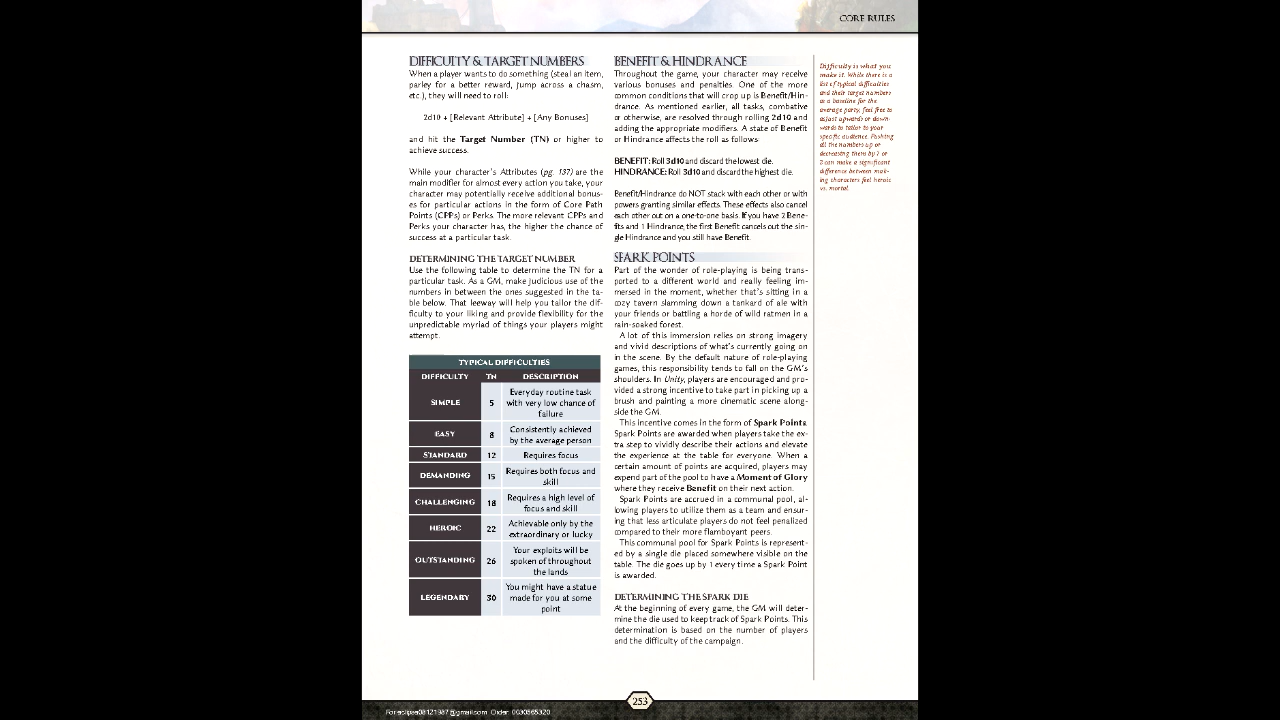 CORE RULES
DIFFICULTY & TARGET NUMBERS
When a player wants to do something (steal an item,
parley for a better reward, jump across a chasm,
etc.), they will need to roll:
2d10 + [Relevant Attribute] + [Any Bonuses]
and hit the Target Number (TN) or higher to
achieve success.
While your character's Attributes (pg. 137) are the
main modifier for almost every action you take, your
character may potentially receive additional bonus-
es for particular actions in the form of Core Path
Points (CPPs) or Perks. The more relevant CPPs and
Perks your character has, the higher the chance of
success at a particular task.
DETERMINING THE TARGET NUMBER
Use the following table to determine the TN for a
particular task. As a GM, make judicious use of the
numbers in between the ones suggested in the ta-
ble below. That leeway will help you tailor the dif-
ficulty to your liking and provide flexibility for the
unpredictable myriad of things your players might
attempt.
TYPICAL DIFFICULTIES
DIFFICULTY TN DESCRIPTION
SIMPLE 5 Everyday routine task
with very low chance of
failure
EASY 8 Consistently achieved
by the average person
STANDARD 12 Requires focus
DEMANDING 15 Requires both focus and
skill
CHALLENGING 18 Requires a high level of
focus and skill
HEROIC 22 Achievable only by the
extraordinary or lucky
OUTSTANDING 26 Your exploits will be
spoken of throughout
the lands
LEGENDARY 30 You might have a statue
made for you at some
point
BENEFIT & HINDRANCE
Throughout the game, your character may receive
various bonuses and penalties. One of the more
common conditions that will crop up is Benefit/Hin-
drance. As mentioned earlier, all tasks, combative
or otherwise, are resolved through rolling 2d10 and
adding the appropriate modifiers. A state of Benefit
or Hindrance affects the roll as follows:
BENEFIT: Roll 3d10 and discard the lowest die.
HINDRANCE: Roll 3d10 and discard the highest die.
Benefit/Hindrance do NOT stack with each other or with
powers granting similar effects. These effects also cancel
each other out on a one-to-one basis. If you have 2 Bene-
fits and 1 Hindrance, the first Benefit cancels out the sin-
gle Hindrance and you still have Benefit.
SPARK POINTS
Part of the wonder of role-playing is being trans-
ported to a different world and really feeling im-
mersed in the moment, whether that's sitting in a
cozy tavern slamming down a tankard of ale with
your friends or battling a horde of wild ratmen in a
rain-soaked forest.
A lot of this immersion relies on strong imagery
and vivid descriptions of what's currently going on
in the scene. By the default nature of role-playing
games, this responsibility tends to fall on the GM's
shoulders. In Unity, players are encouraged and pro-
vided a strong incentive to take part in picking up a
brush and painting a more cinematic scene along-
side the GM.
This incentive comes in the form of Spark Points.
Spark Points are awarded when players take the ex-
tra step to vividly describe their actions and elevate
the experience at the table for everyone. When a
certain amount of points are acquired, players may
expend part of the pool to have a Moment of Glory
where they receive Benefit on their next action.
Spark Points are accrued in a communal pool, al-
lowing players to utilize them as a team and ensur-
ing that less articulate players do not feel penalized
compared to their more flamboyant peers.
This communal pool for Spark Points is represent-
ed by a single die placed somewhere visible on the
table. The die goes up by 1 every time a Spark Point
is awarded.
DETERMINING THE SPARK DIE
At the beginning of every game, the GM will deter-
mine the die used to keep track of Spark Points. This
determination is based on the number of players
and the difficulty of the campaign.
Difficulty is what you
make it. While there is a
list of typical difficulties
and their target numbers
as a baseline for the
average party, feel free to
adjust upwards or down-
wards to tailor to your
specific audience. Pushing
all the numbers up or
decreasing them by 1 or
2 can make a significant
difference between mak-
ing characters feel heroic
vs. mortal.
253
Foreclipse08121987@gmail.com Order: 0030565320